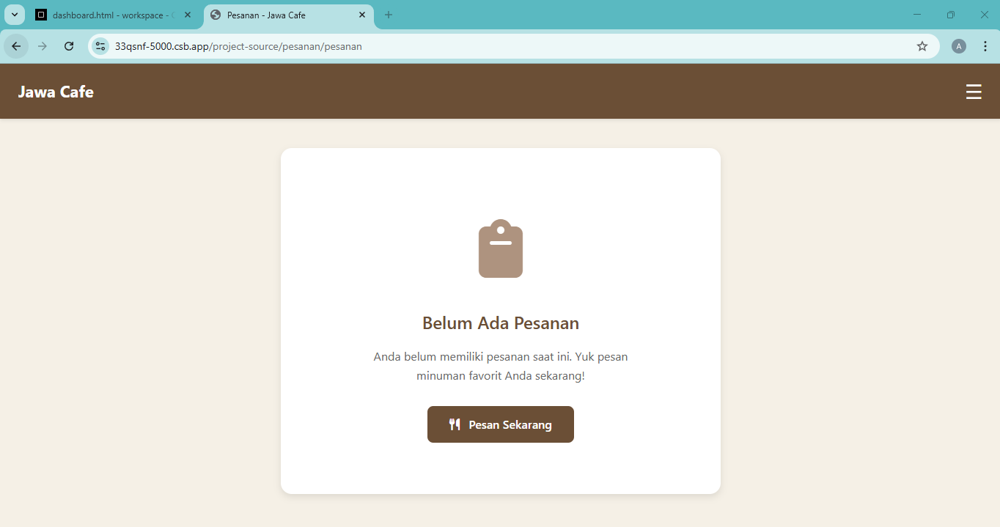 dashboard.html - workspace -
Pesanan - Jawa Cafe
33qsnf-5000.csb.app/project-source/pesanan/pesanan
A
Jawa Cafe
Belum Ada Pesanan
Anda belum memiliki pesanan saat ini. Yuk pesan
minuman favorit Anda sekarang!
Pesan Sekarang